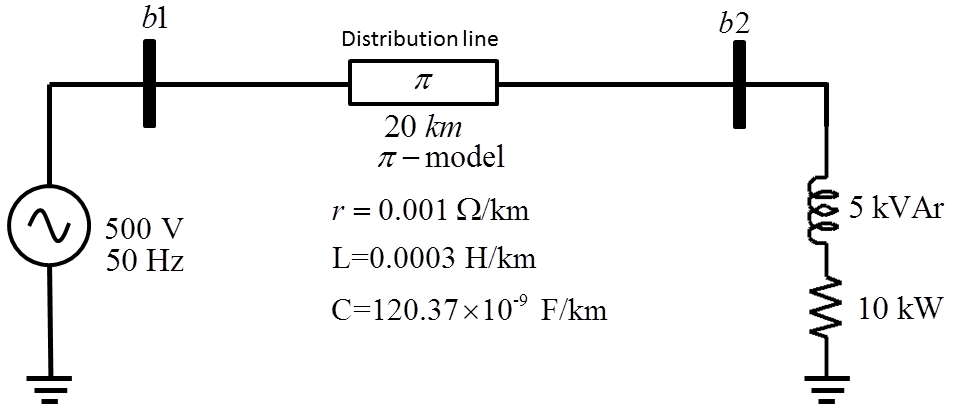 b1
Distribution line
b2
π
20 km
π – model
r = 0.001 Ω/km
L=0.0003 H/km
C=120.37×10⁻⁹ F/km
500 V
50 Hz
5 kVAr
10 kW